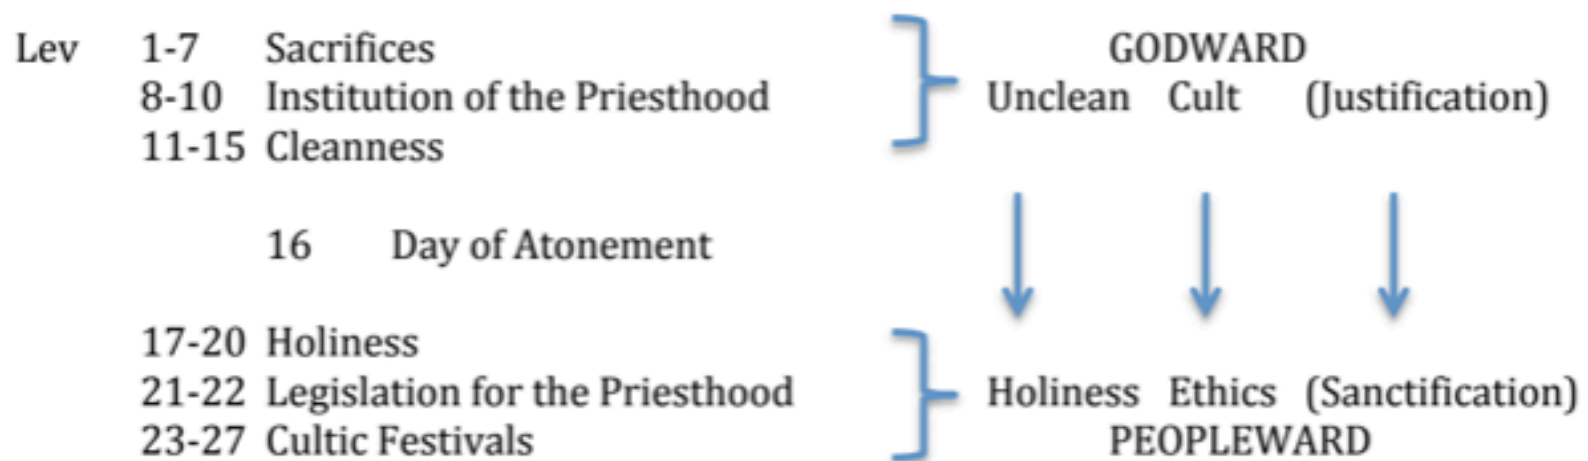 Lev 1-7 Sacrifices GODWARD
8-10 Institution of the Priesthood Unclean Cult (Justification)
11-15 Cleanness
16 Day of Atonement
17-20 Holiness
21-22 Legislation for the Priesthood Holiness Ethics (Sanctification)
23-27 Cultic Festivals PEOPLEWARD